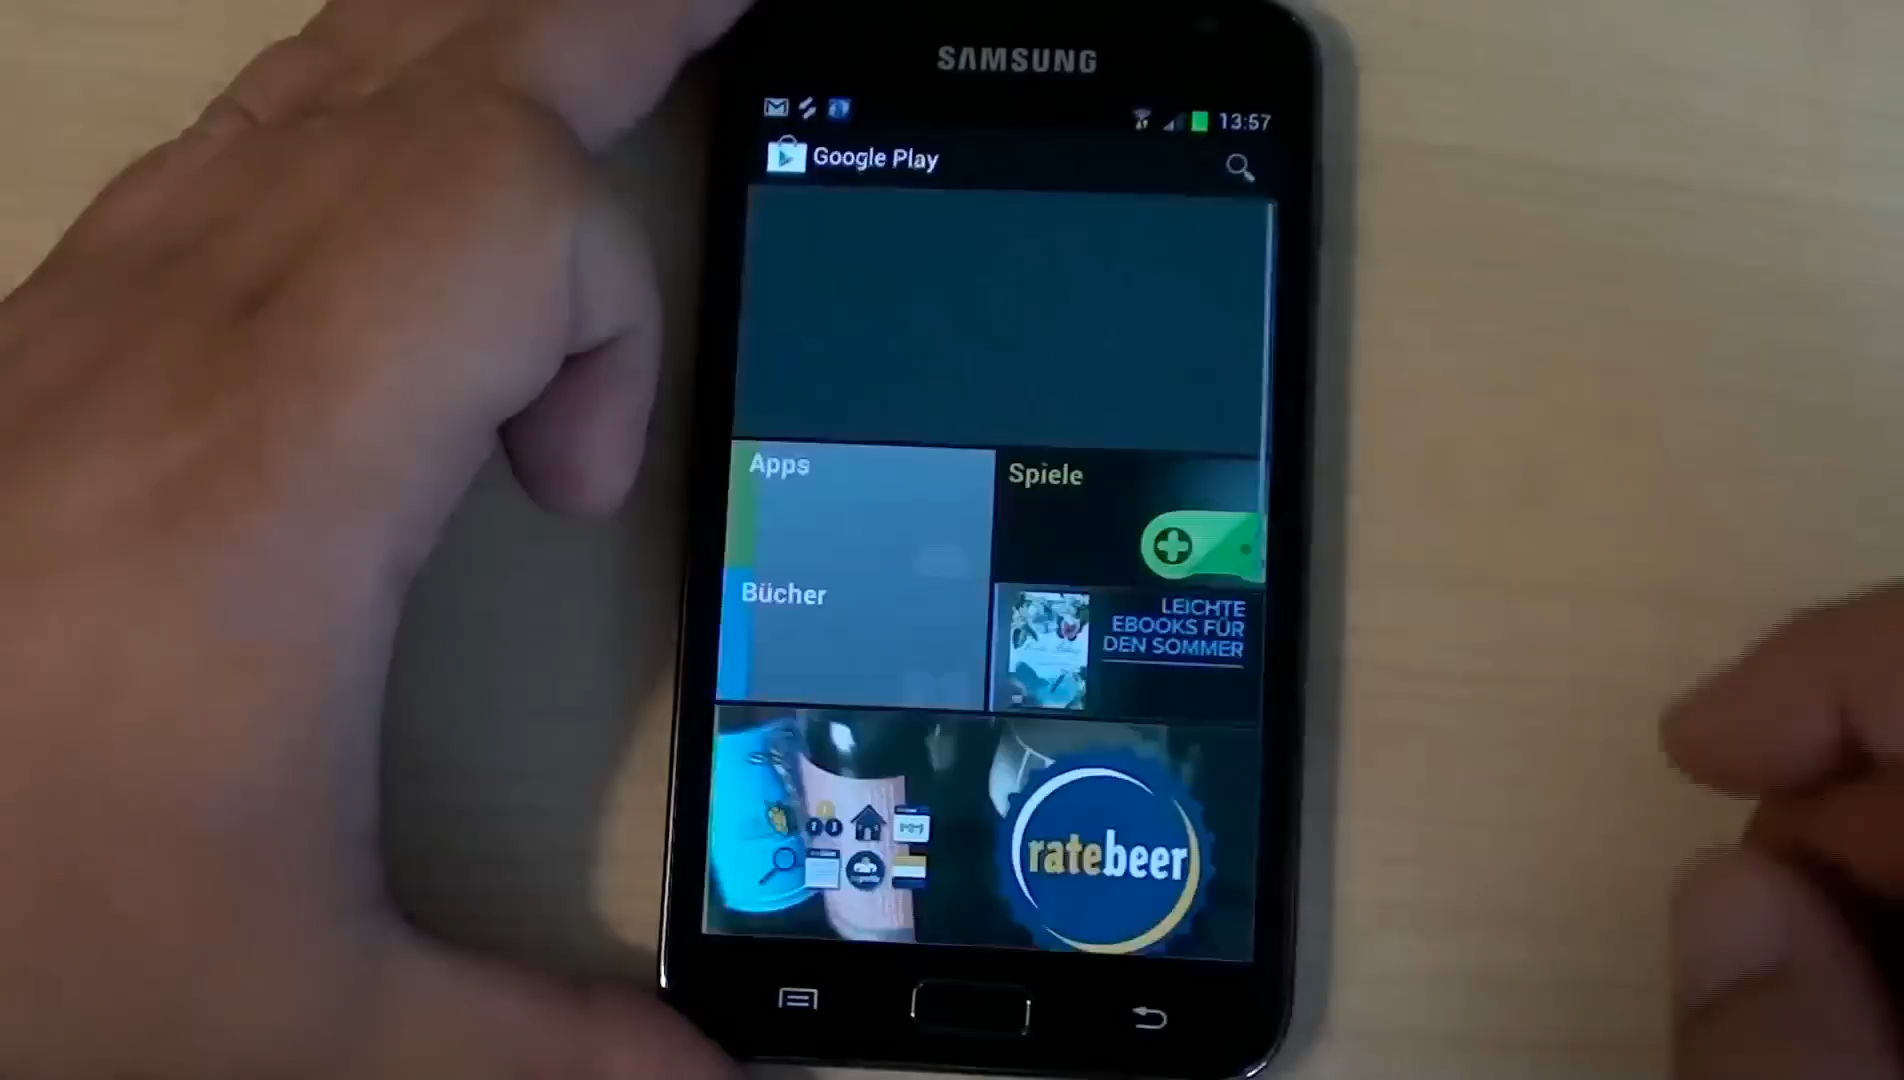 SAMSUNG
13:57
Google Play
Apps
Spiele
Bücher
LEICHTE
EBOOKS FÜR
DEN SOMMER
ratebeer